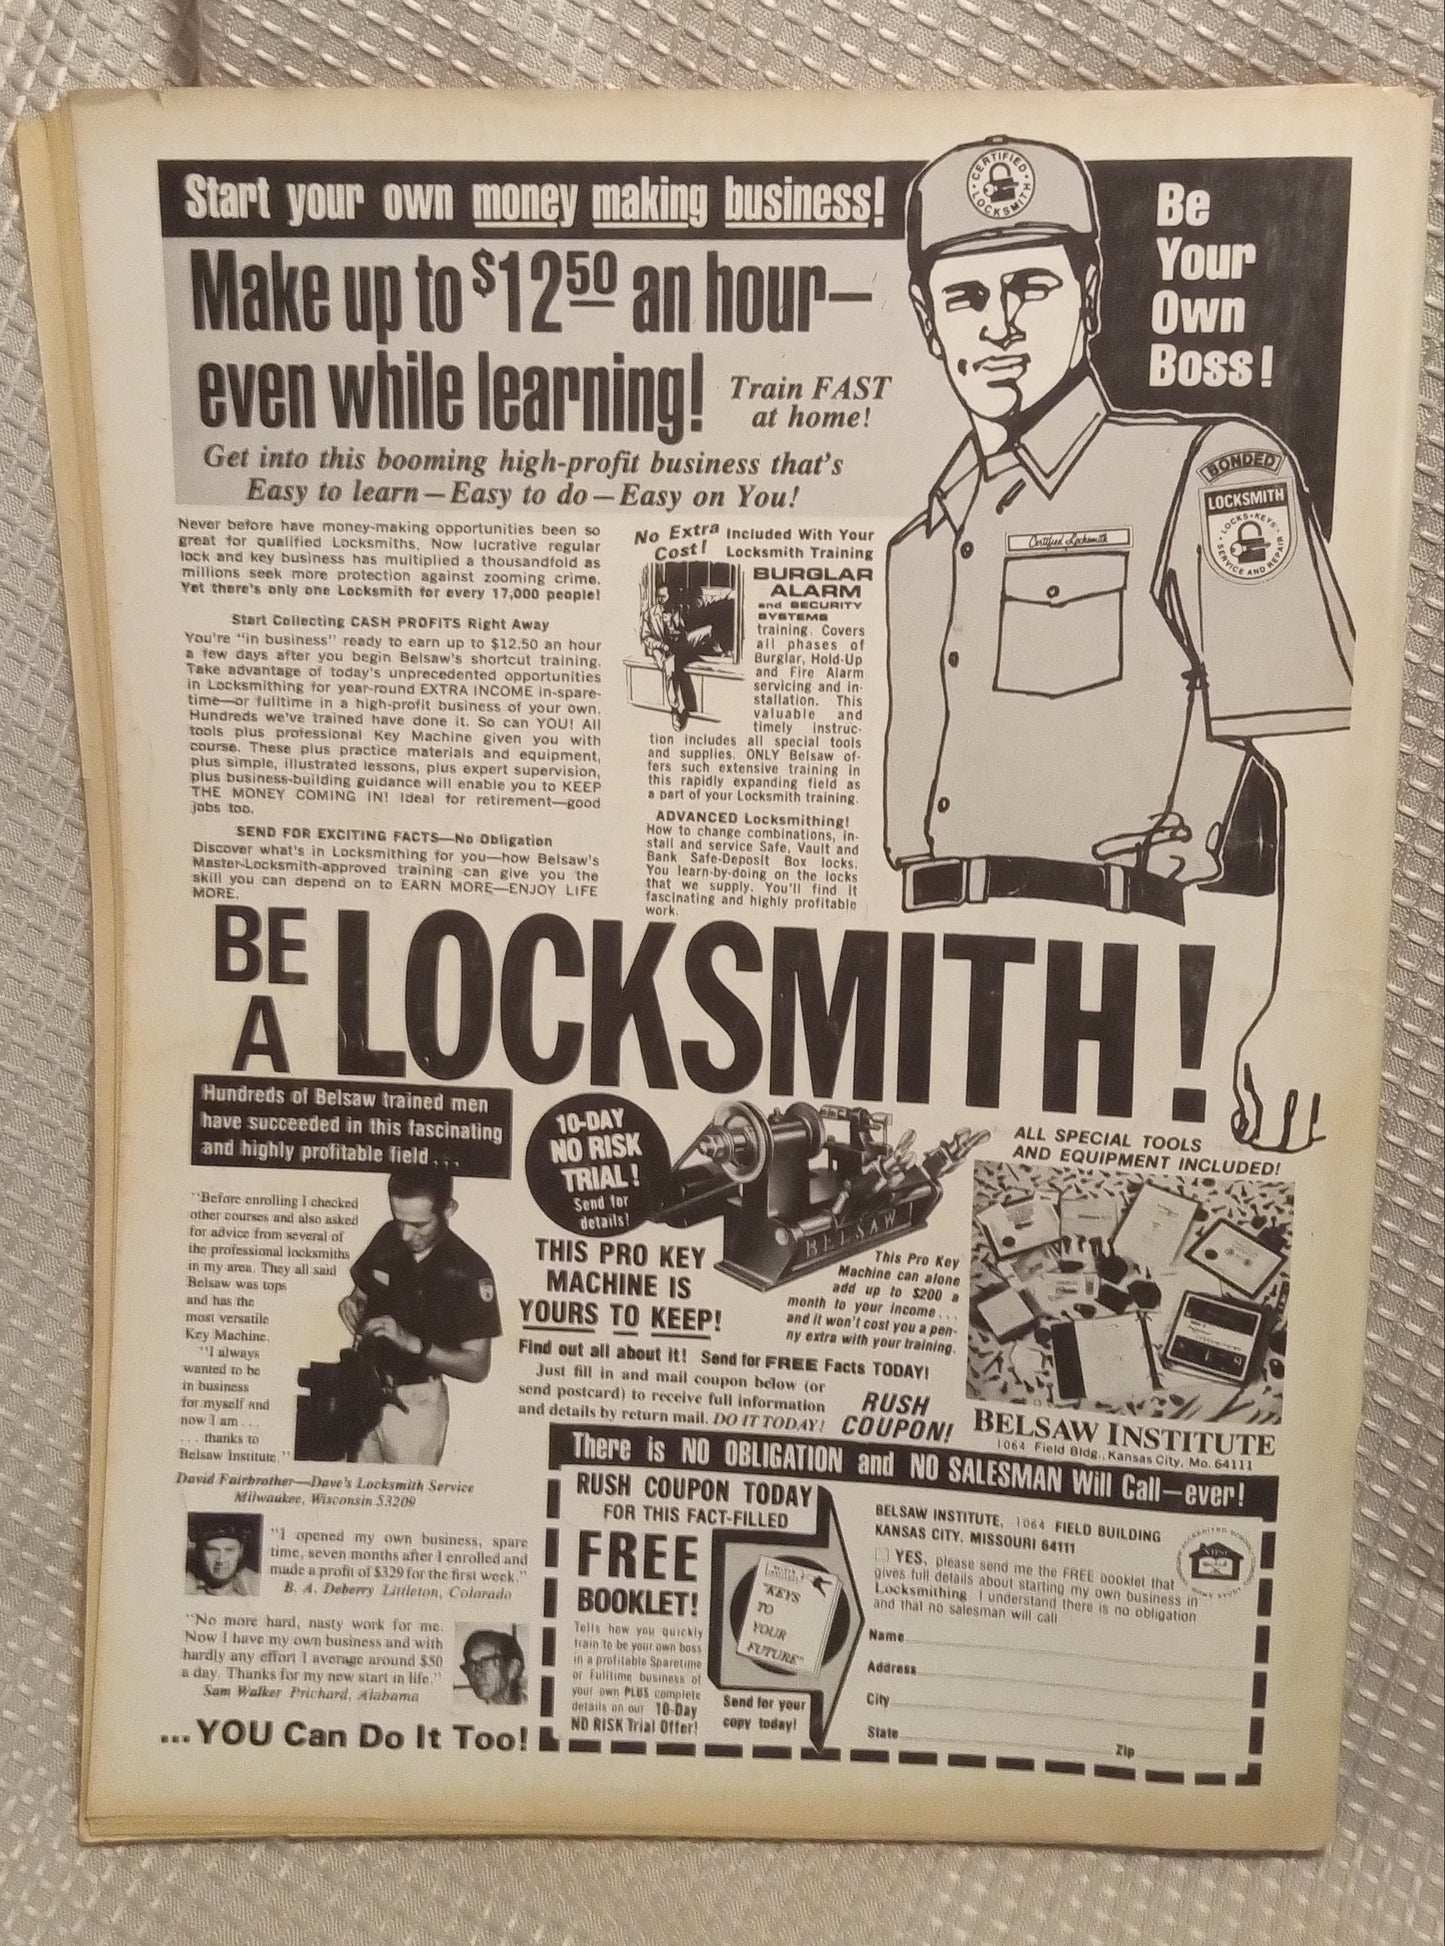 Start your own money making business!
Make up to $12.50 an hour—
even while learning!
Train FAST
at home!
Get into this booming high-profit business that's
Easy to learn—Easy to do—Easy on You!
CERTIFIED
LOCKSMITH
Be
Your
Own
Boss!
BONDED
LOCKSMITH
LOCKS • KEYS
SERVICE AND REPAIR
Certified Locksmith
Never before have money-making opportunities been so
great for qualified Locksmiths. Now lucrative regular
lock and key business has multiplied a thousandfold as
millions seek more protection against zooming crime.
Yet there's only one Locksmith for every 17,000 people!
Start Collecting CASH PROFITS Right Away
You're "in business" ready to earn up to $12.50 an hour
a few days after you begin Belsaw's shortcut training.
Take advantage of today's unprecedented opportunities
in Locksmithing for year-round EXTRA INCOME in-spare-
time—or fulltime in a high-profit business of your own.
Hundreds we've trained have done it. So can YOU! All
tools plus professional Key Machine given you with
course. These plus practice materials and equipment,
plus simple, illustrated lessons, plus expert supervision,
plus business-building guidance will enable you to KEEP
THE MONEY COMING IN! Ideal for retirement—good
jobs too.
SEND FOR EXCITING FACTS—No Obligation
Discover what's in Locksmithing for you—how Belsaw's
Master-Locksmith-approved training can give you the
skill you can depend on to EARN MORE—ENJOY LIFE
MORE.
No Extra
Cost!
Included With Your
Locksmith Training
BURGLAR
ALARM
and SECURITY
SYSTEMS
training. Covers
all phases of
Burglar, Hold-Up
and Fire Alarm
servicing and in-
stallation. This
valuable and
timely instruc-
tion includes all special tools
and supplies. ONLY Belsaw of-
fers such extensive training in
this rapidly expanding field as
a part of your Locksmith training.
ADVANCED Locksmithing!
How to change combinations, in-
stall and service Safe, Vault and
Bank Safe-Deposit Box locks.
You learn-by-doing on the locks
that we supply. You'll find it
fascinating and highly profitable
work.
BE
A
LOCKSMITH!
Hundreds of Belsaw trained men
have succeeded in this fascinating
and highly profitable field...
"Before enrolling I checked
other courses and also asked
for advice from several of
the professional locksmiths
in my area. They all said
Belsaw was tops
and has the
most versatile
Key Machine.
"I always
wanted to be
in business
for myself and
now I am . . .
. . . thanks to
Belsaw Institute."
David Fairbrother—Dave's Locksmith Service
Milwaukee, Wisconsin 53209
"I opened my own business, spare
time, seven months after I enrolled and
made a profit of $329 for the first week."
B. A. Deberry Littleton, Colorado
"No more hard, nasty work for me.
Now I have my own business and with
hardly any effort I average around $50
a day. Thanks for my new start in life."
Sam Walker Prichard, Alabama
...YOU Can Do It Too!
10-DAY
NO RISK
TRIAL!
Send for
details!
BELSAW
THIS PRO KEY
MACHINE IS
YOURS TO KEEP!
This Pro Key
Machine can alone
add up to $200 a
month to your income . . .
and it won't cost you a pen-
ny extra with your training.
Find out all about it! Send for FREE Facts TODAY!
Just fill in and mail coupon below (or
send postcard) to receive full information
and details by return mail. DO IT TODAY!
RUSH
COUPON!
ALL SPECIAL TOOLS
AND EQUIPMENT INCLUDED!
BELSAW INSTITUTE
1064 Field Bldg., Kansas City, Mo. 64111
There is NO OBLIGATION and NO SALESMAN Will Call—ever!
RUSH COUPON TODAY
FOR THIS FACT-FILLED
FREE
BOOKLET!
Tells how you quickly
train to be your own boss
in a profitable Sparetime
or Fulltime business of
your own PLUS complete
details on our 10-Day
NO RISK Trial Offer!
"KEYS
TO
YOUR
FUTURE"
Send for your
copy today!
BELSAW INSTITUTE, 1064 FIELD BUILDING
KANSAS CITY, MISSOURI 64111
YES, please send me the FREE booklet that
gives full details about starting my own business in
Locksmithing. I understand there is no obligation
and that no salesman will call
Name
Address
City
State
Zip